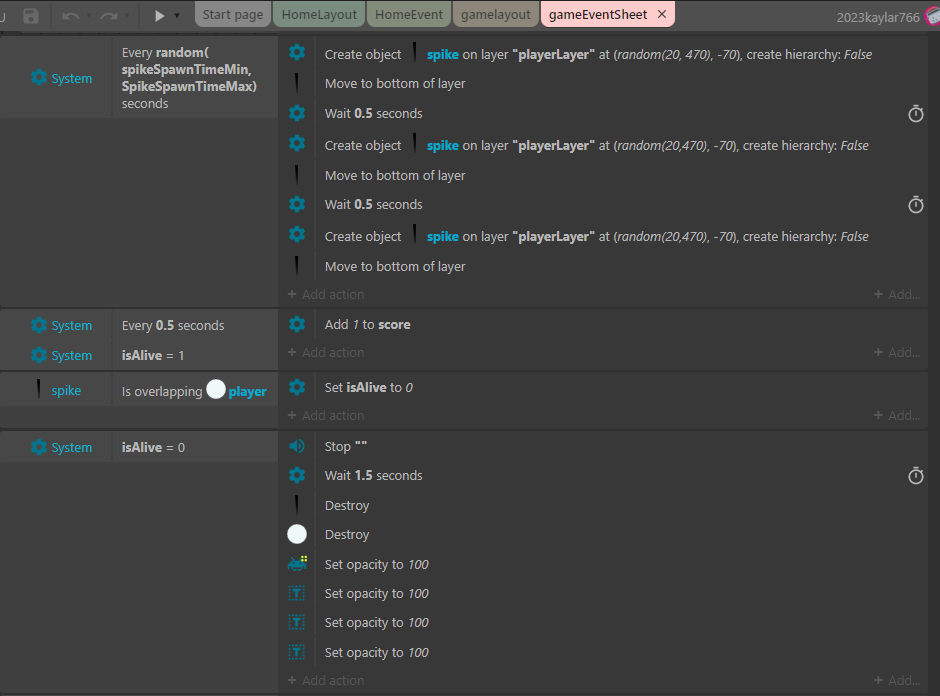 Start page
HomeLayout
HomeEvent
gamelayout
gameEventSheet
2023kaylar766
System
Every random(
spikeSpawnTimeMin,
SpikeSpawnTimeMax)
seconds
Create object spike on layer "playerLayer" at (random(20, 470), -70), create hierarchy: False
Move to bottom of layer
Wait 0.5 seconds
Create object spike on layer "playerLayer" at (random(20,470), -70), create hierarchy: False
Move to bottom of layer
Wait 0.5 seconds
Create object spike on layer "playerLayer" at (random(20,470), -70), create hierarchy: False
Move to bottom of layer
+ Add action
+ Add...
System
Every 0.5 seconds
Add 1 to score
System
isAlive = 1
+ Add action
+ Add...
spike
Is overlapping player
Set isAlive to 0
+ Add action
+ Add...
System
isAlive = 0
Stop ""
Wait 1.5 seconds
Destroy
Destroy
Set opacity to 100
Set opacity to 100
Set opacity to 100
Set opacity to 100
+ Add action
+ Add...